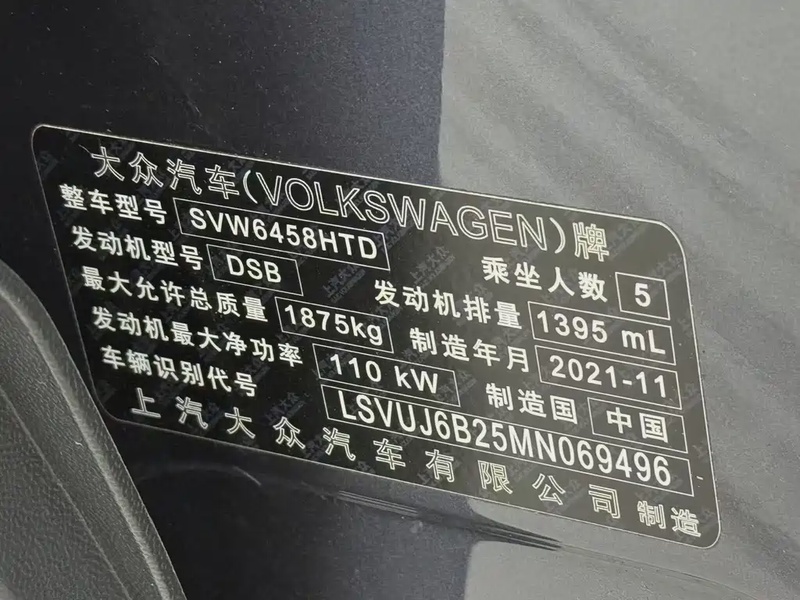 大众汽车(VOLKSWAGEN)牌
整车型号 SVW6458HTD 乘坐人数 5
发动机型号 DSB 发动机排量 1395 mL
最大允许总质量 1875kg 制造年月 2021-11
发动机最大净功率 110 kW 制造国 中国
车辆识别代号 LSVUJ6B25MN069496
上汽大众汽车有限公司 制造